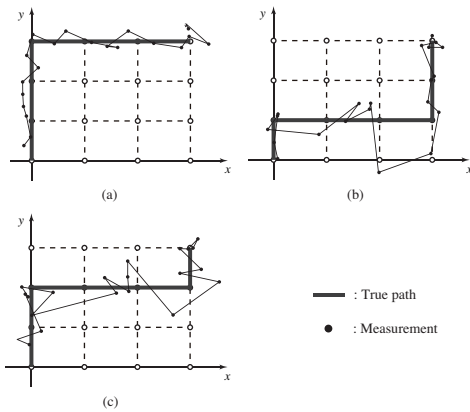 y
x
(a)
y
x
(b)
y
x
(c)
: True path
: Measurement